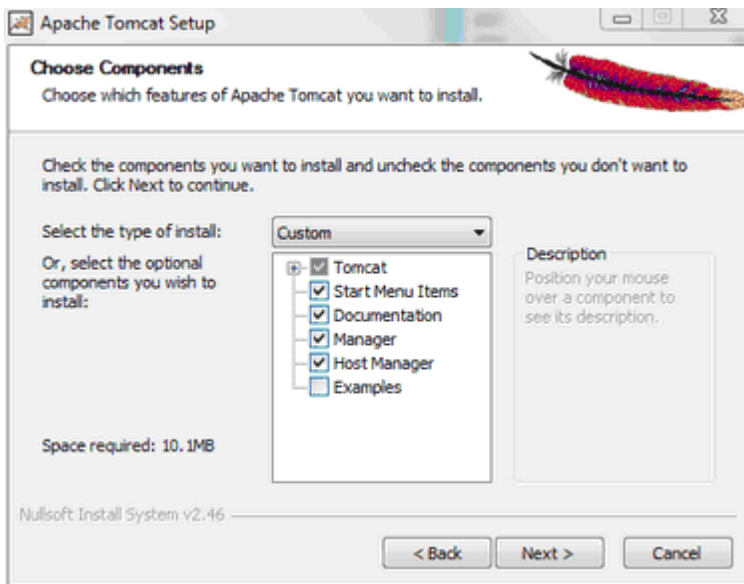 Apache Tomcat Setup
Choose Components
Choose which features of Apache Tomcat you want to install.
Check the components you want to install and uncheck the components you don't want to
install. Click Next to continue.
Select the type of install:
Custom
Or, select the optional
components you wish to
install:
Tomcat
Start Menu Items
Documentation
Manager
Host Manager
Examples
Description
Position your mouse
over a component to
see its description.
Space required: 10.1MB
Nullsoft Install System v2.46
< Back
Next >
Cancel